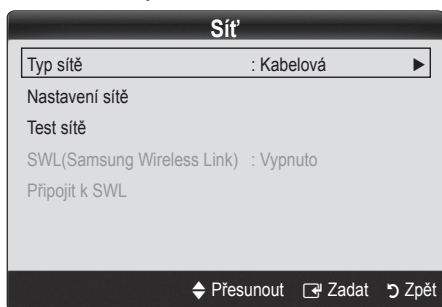 Síť
Typ sítě : Kabelová ▶
Nastavení sítě
Test sítě
SWL(Samsung Wireless Link) : Vypnuto
Připojit k SWL
Přesunout Zadat Zpět